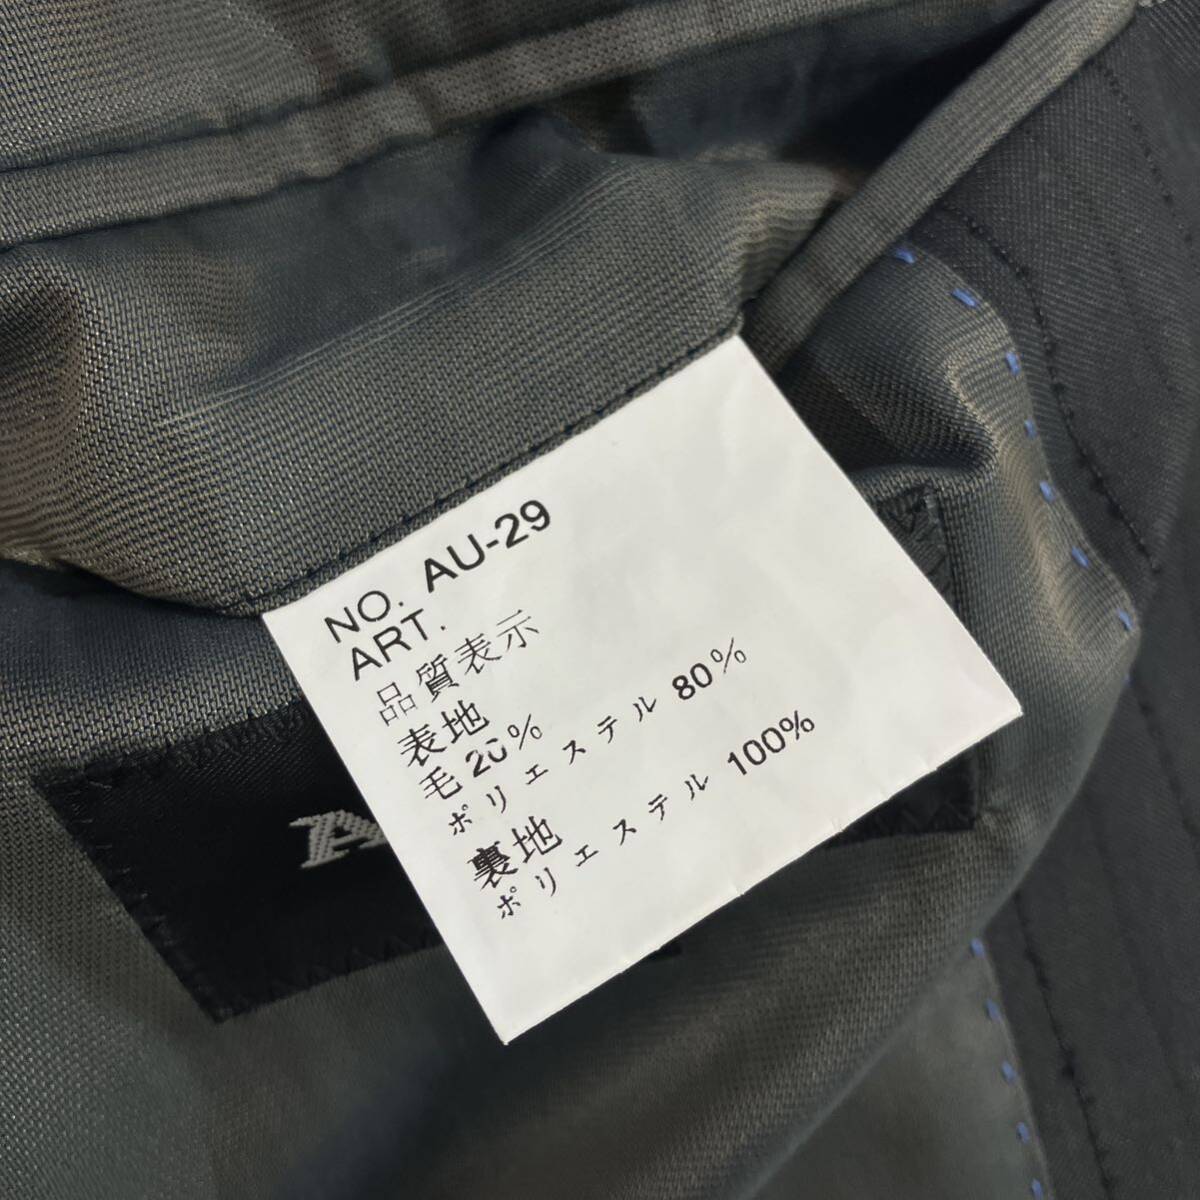 NO. AU-29
ART.
品質表示
表地
毛 20%
ポリエステル 80%
裏地
ポリエステル 100%
A